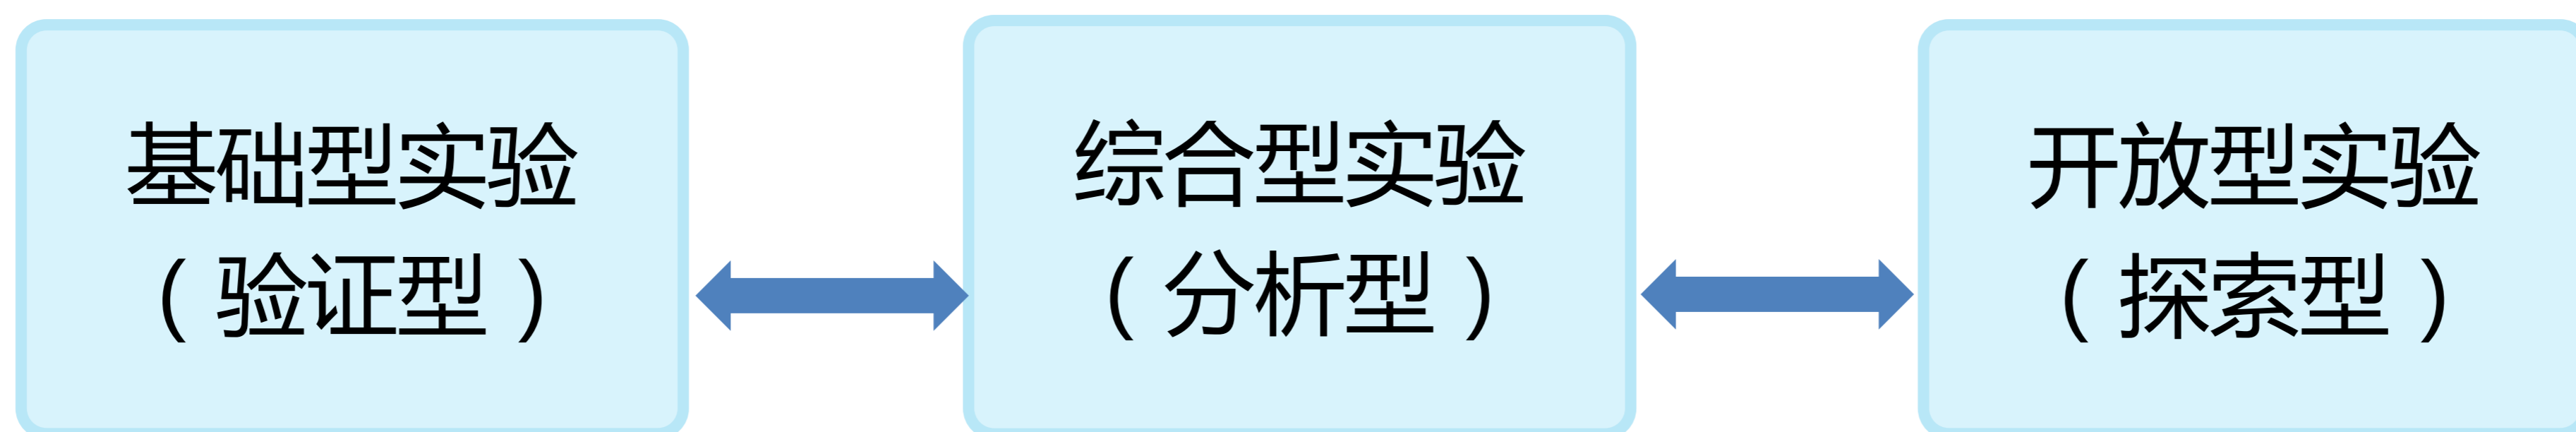 基础型实验
（验证型）
综合型实验
（分析型）
开放型实验
（探索型）